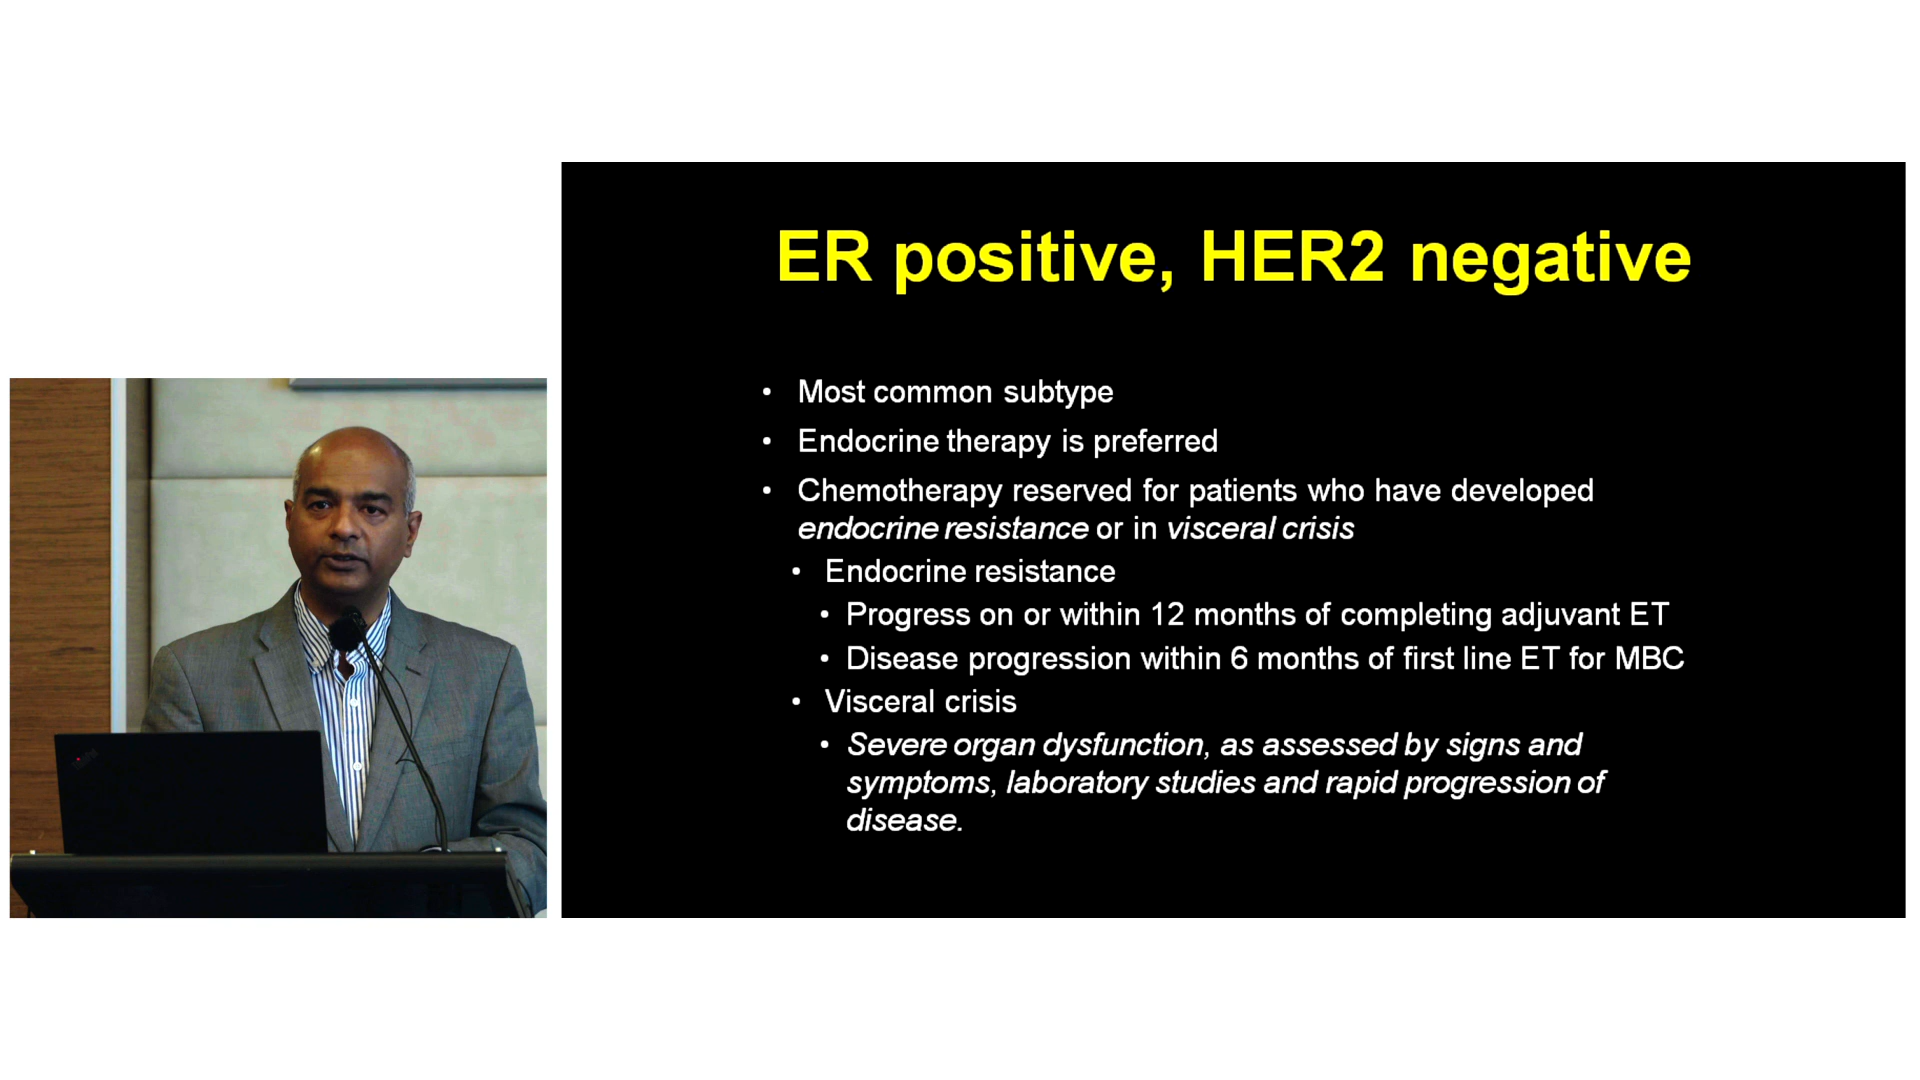 ER positive, HER2 negative
• Most common subtype
• Endocrine therapy is preferred
• Chemotherapy reserved for patients who have developed
endocrine resistance or in visceral crisis
• Endocrine resistance
• Progress on or within 12 months of completing adjuvant ET
• Disease progression within 6 months of first line ET for MBC
• Visceral crisis
• Severe organ dysfunction, as assessed by signs and
symptoms, laboratory studies and rapid progression of
disease.